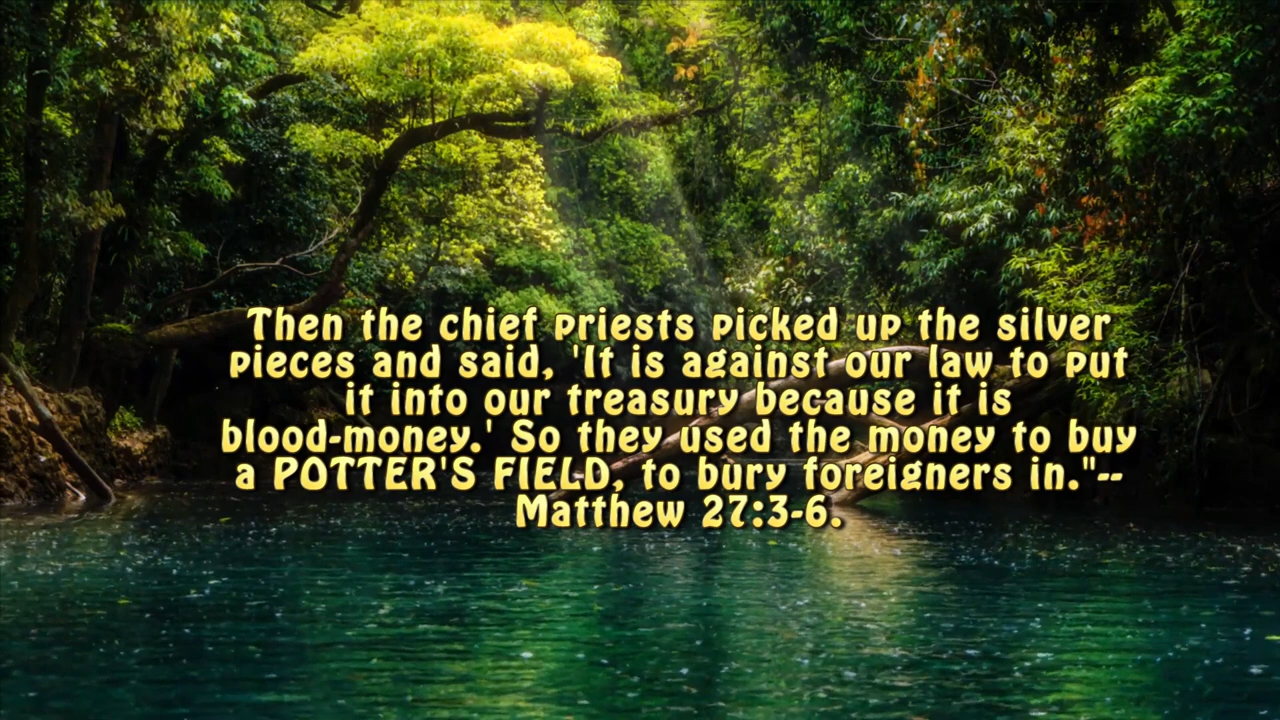 Then the chief priests picked up the silver
pieces and said, 'It is against our law to put
it into our treasury because it is
blood-money.' So they used the money to buy
a POTTER'S FIELD, to bury foreigners in."--
Matthew 27:3-6.